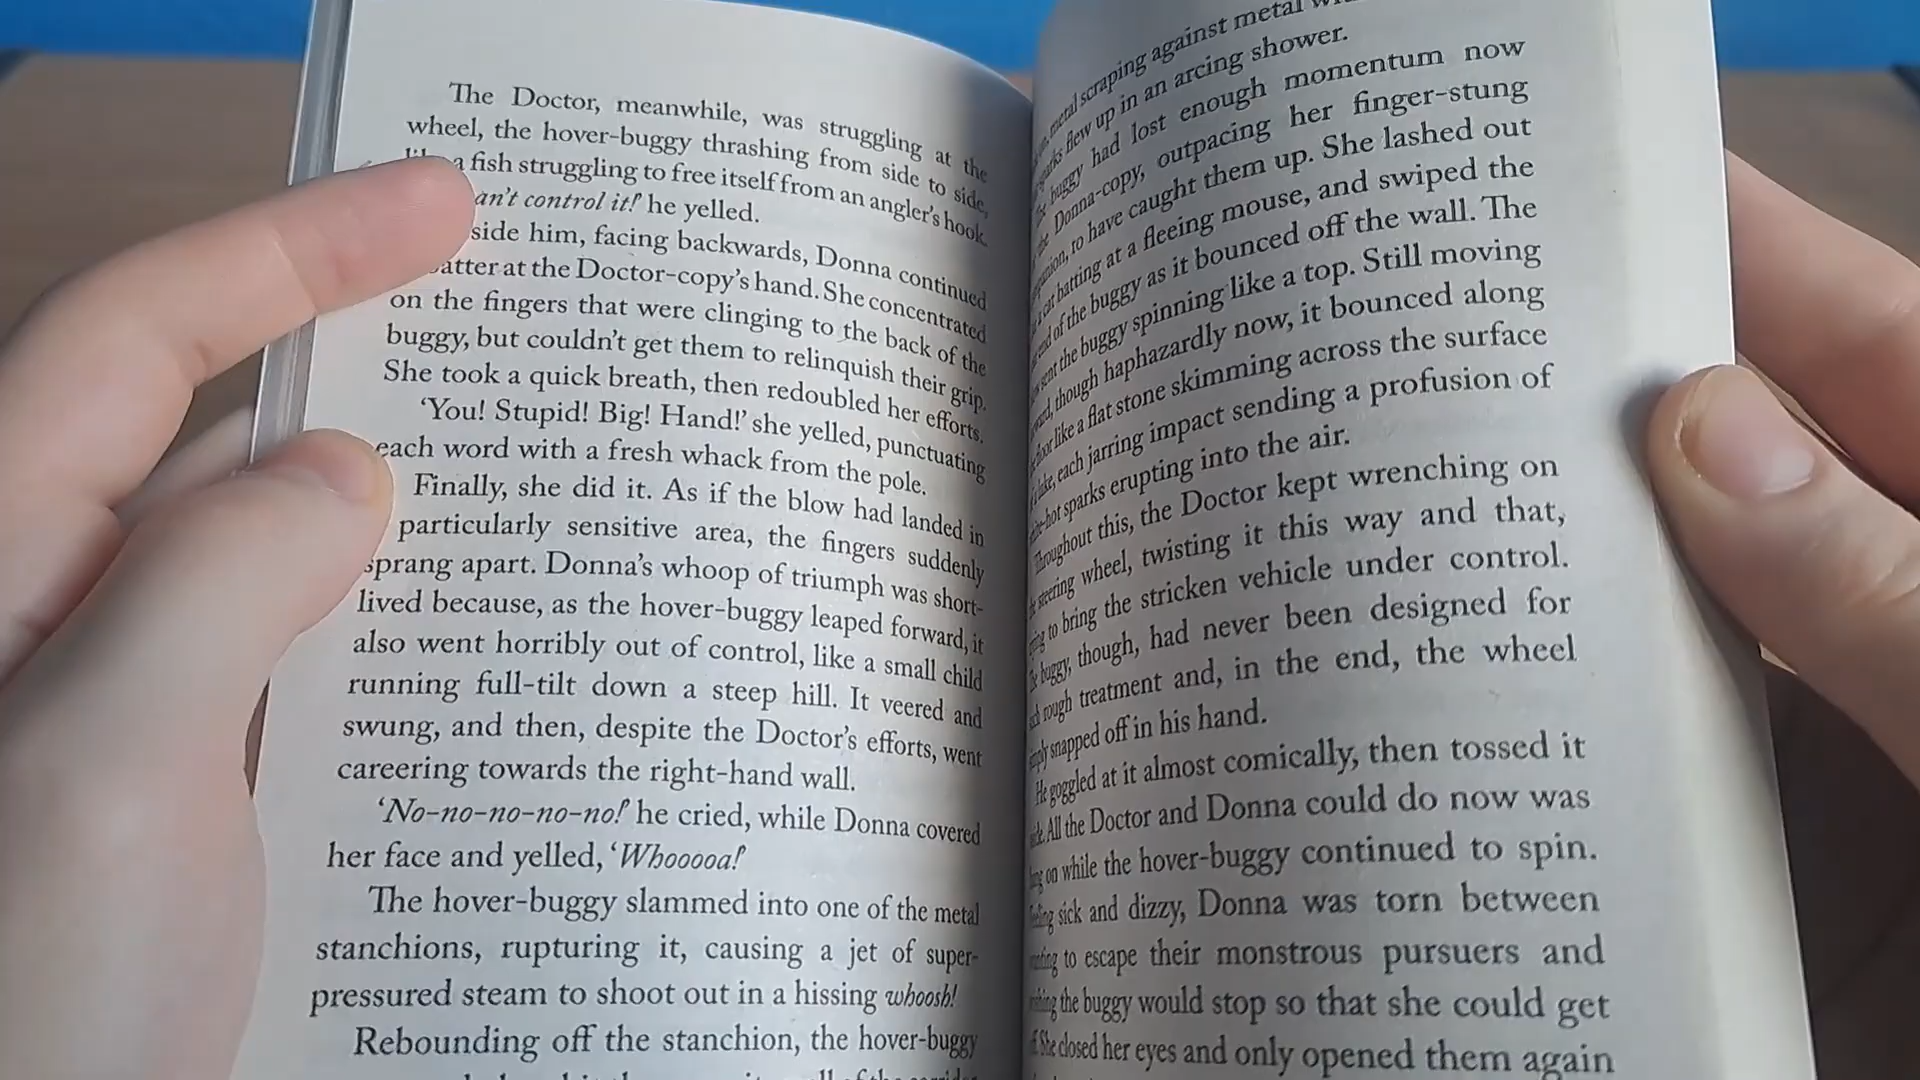 The Doctor, meanwhile, was struggling at the
wheel, the hover-buggy thrashing from side to side,
a fish struggling to free itself from an angler's hook.
an't control it!' he yelled.
side him, facing backwards, Donna continued
atter at the Doctor-copy's hand. She concentrated
on the fingers that were clinging to the back of the
buggy, but couldn't get them to relinquish their grip.
She took a quick breath, then redoubled her efforts.
'You! Stupid! Big! Hand!' she yelled, punctuating
each word with a fresh whack from the pole.
Finally, she did it. As if the blow had landed in
particularly sensitive area, the fingers suddenly
sprang apart. Donna's whoop of triumph was short-
lived because, as the hover-buggy leaped forward, it
also went horribly out of control, like a small child
running full-tilt down a steep hill. It veered and
swung, and then, despite the Doctor's efforts, went
careering towards the right-hand wall.
'No-no-no-no-no!' he cried, while Donna covered
her face and yelled, 'Whooooa!'
The hover-buggy slammed into one of the metal
stanchions, rupturing it, causing a jet of super-
pressured steam to shoot out in a hissing whoosh!
Rebounding off the stanchion, the hover-buggy
metal scraping against metal
flew up in an arcing shower.
buggy had lost enough momentum now
Donna-copy, outpacing her finger-stung
to have caught them up. She lashed out
cat batting at a fleeing mouse, and swiped the
end of the buggy as it bounced off the wall. The
sent the buggy spinning like a top. Still moving
though haphazardly now, it bounced along
like a flat stone skimming across the surface
lake, each jarring impact sending a profusion of
hot sparks erupting into the air.
Throughout this, the Doctor kept wrenching on
steering wheel, twisting it this way and that,
to bring the stricken vehicle under control.
buggy, though, had never been designed for
rough treatment and, in the end, the wheel
snapped off in his hand.
He goggled at it almost comically, then tossed it
All the Doctor and Donna could do now was
on while the hover-buggy continued to spin.
sick and dizzy, Donna was torn between
to escape their monstrous pursuers and
the buggy would stop so that she could get
She closed her eyes and only opened them again